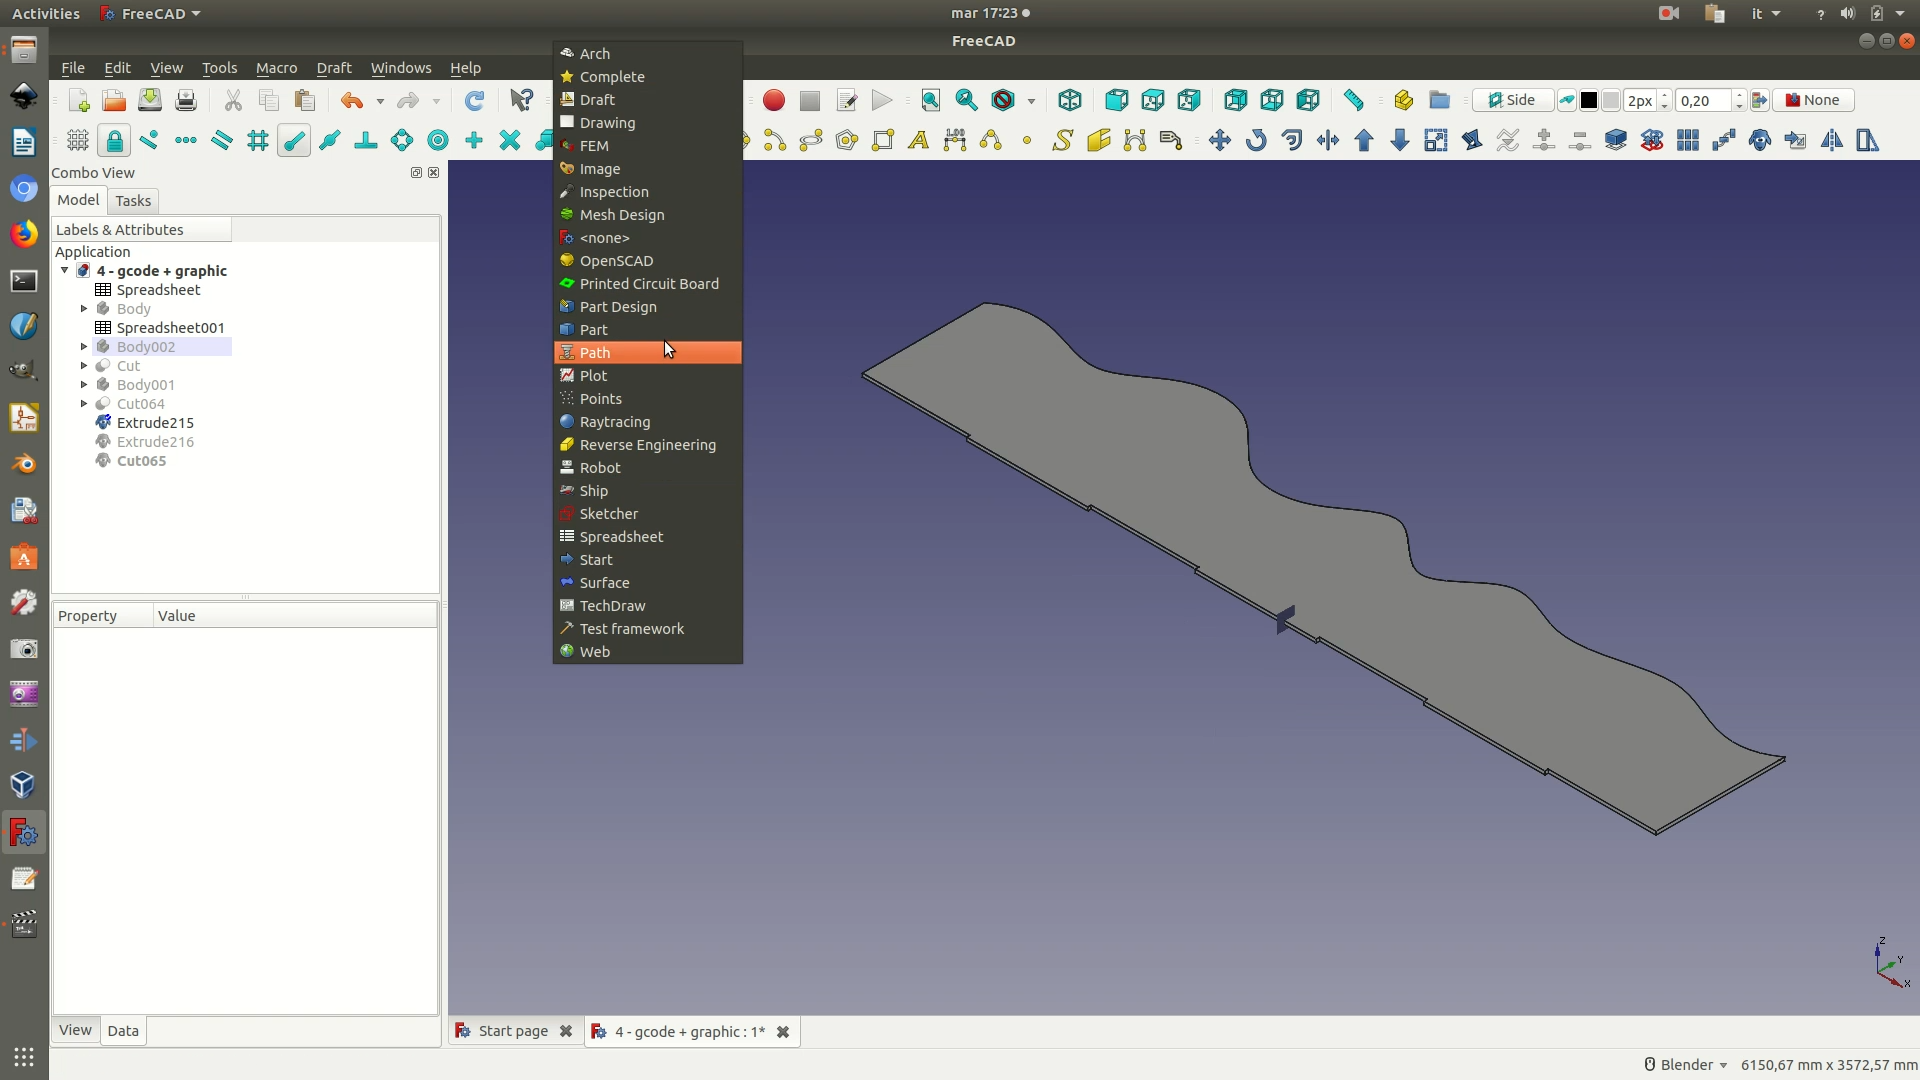 Activities FreeCAD mar 17:23 it ?
FreeCAD
File Edit View Tools Macro Draft Windows Help
Side 2px 0,20 None
Combo View
Model Tasks
Labels & Attributes
Application
4 - gcode + graphic
Spreadsheet
Body
Spreadsheet001
Body002
Cut
Body001
Cut064
Extrude215
Extrude216
Cut065
Property Value
View Data
Arch
Complete
Draft
Drawing
FEM
Image
Inspection
Mesh Design
<none>
OpenSCAD
Printed Circuit Board
Part Design
Part
Path
Plot
Points
Raytracing
Reverse Engineering
Robot
Ship
Sketcher
Spreadsheet
Start
Surface
TechDraw
Test framework
Web
Z
Y
X
Start page 4 - gcode + graphic : 1*
Blender 6150,67 mm x 3572,57 mm